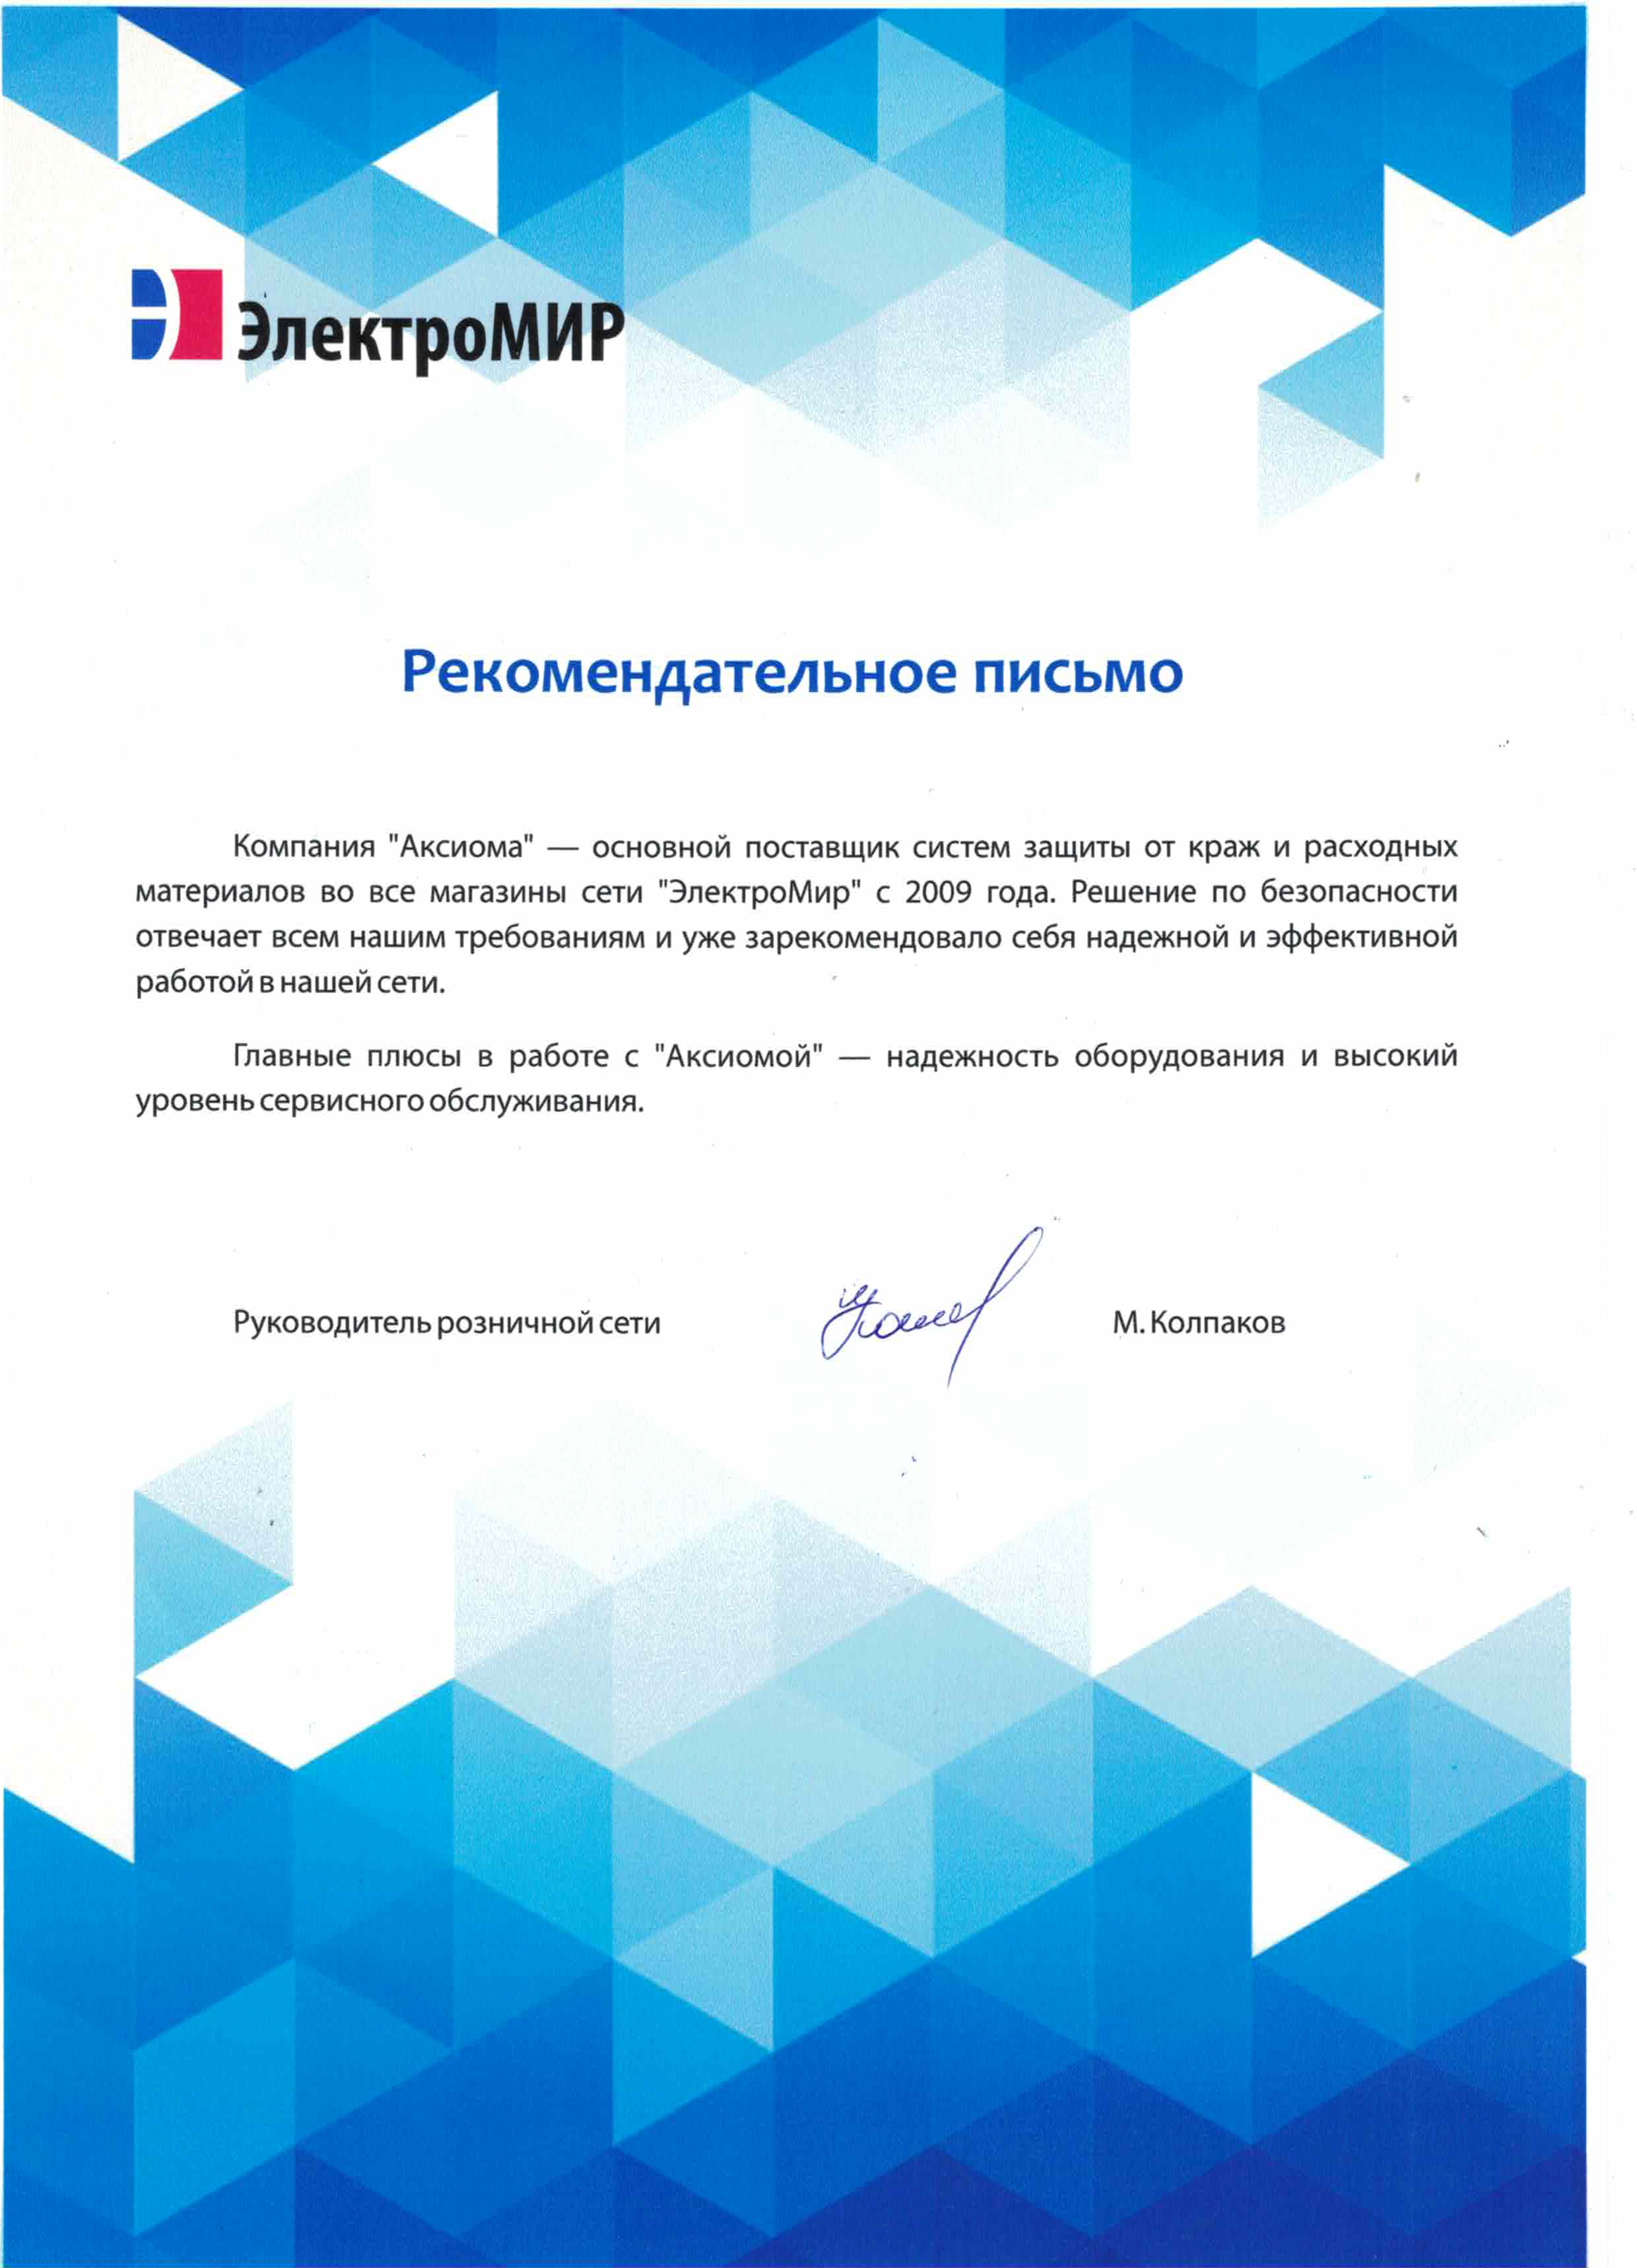 ЭлектроМИР
Рекомендательное письмо
Компания "Аксиома" — основной поставщик систем защиты от краж и расходных
материалов во все магазины сети "ЭлектроМир" с 2009 года. Решение по безопасности
отвечает всем нашим требованиям и уже зарекомендовало себя надежной и эффективной
работой в нашей сети.
Главные плюсы в работе с "Аксиомой" — надежность оборудования и высокий
уровень сервисного обслуживания.
Руководитель розничной сети М. Колпаков